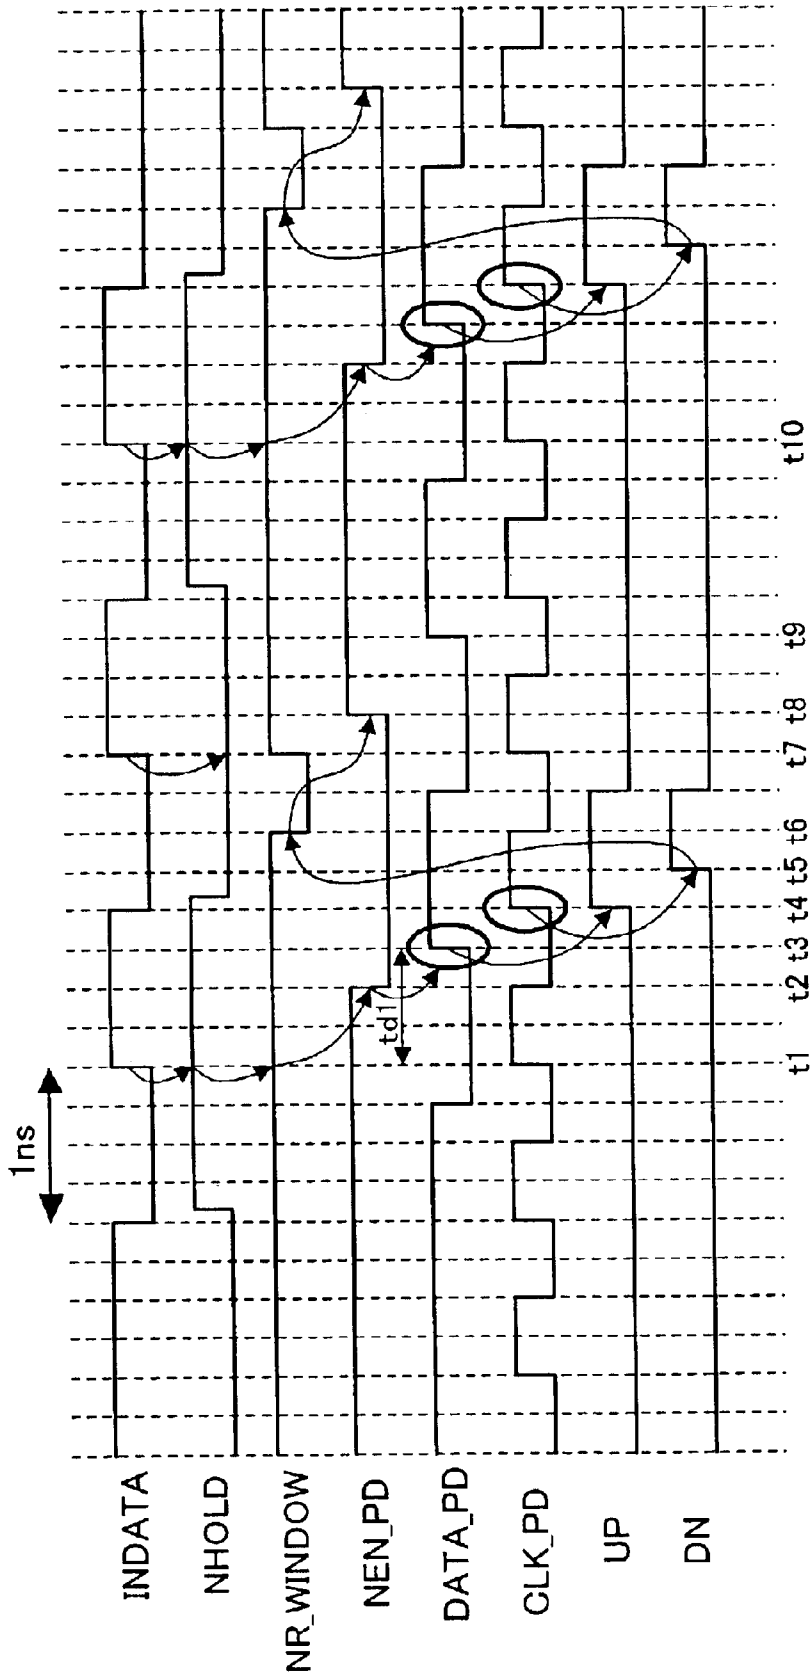 1ns
INDATA
NHOLD
NR_WINDOW
NEN_PD
td1
DATA_PD
CLK_PD
UP
DN
t1 t2 t3 t4 t5 t6 t7 t8 t9 t10